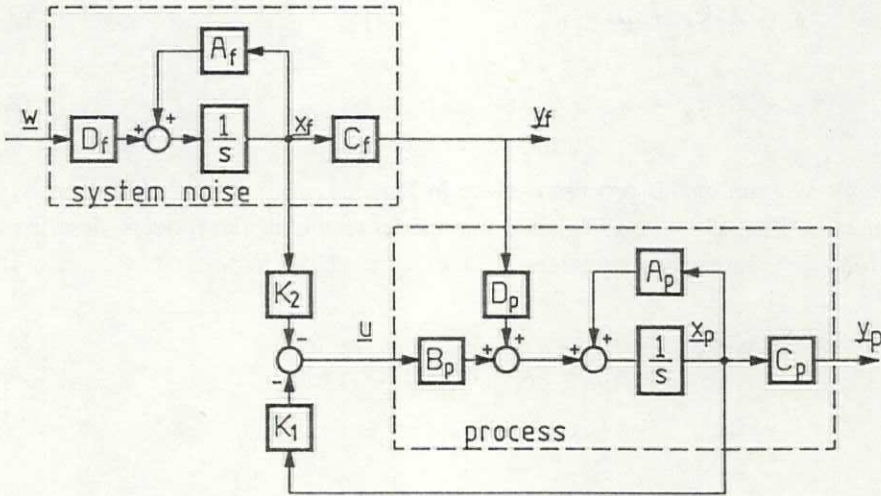 A_f
w
D_f
+
+
1/s
x_f
C_f
y_f
system noise
K_2
D_p
A_p
-
u
B_p
+
+
+
+
1/s
x_p
C_p
y_p
-
K_1
process